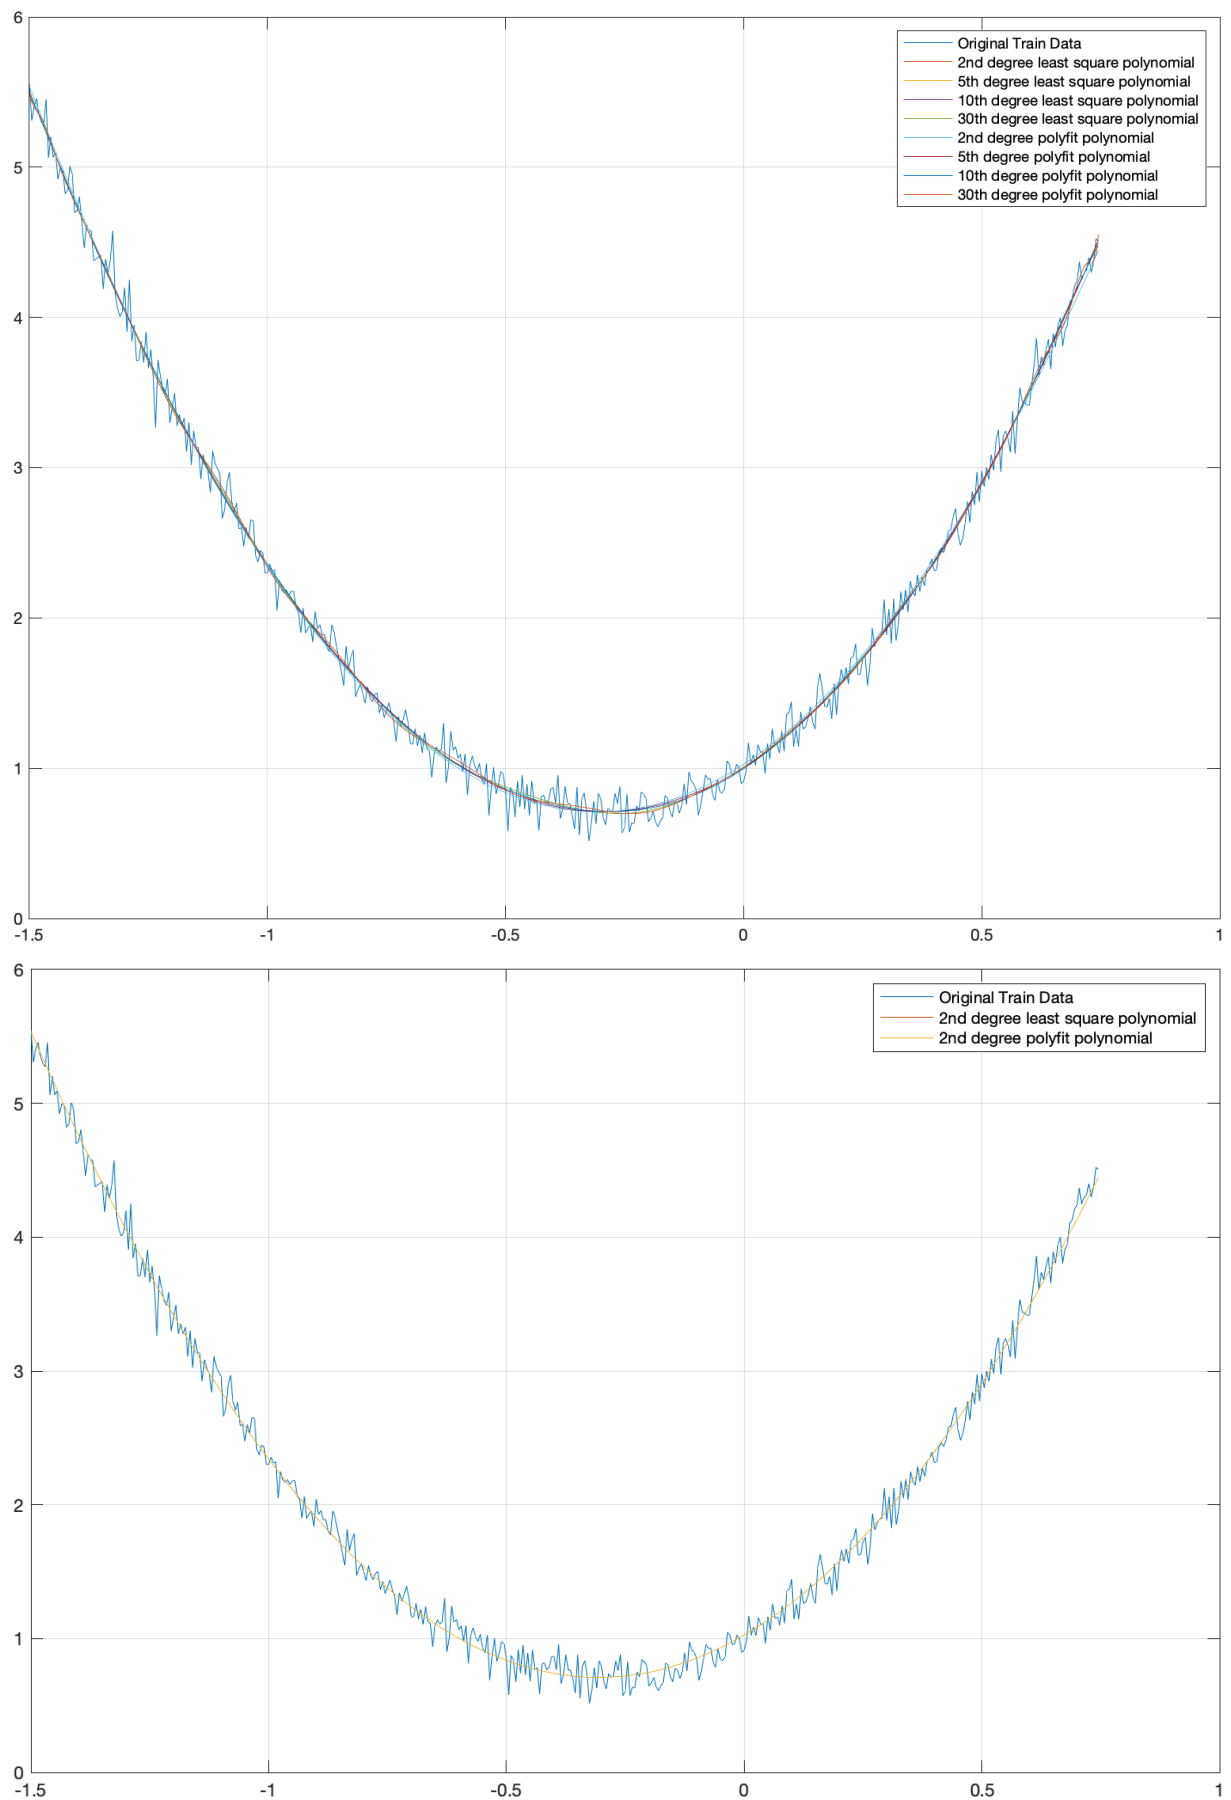 6
Original Train Data
2nd degree least square polynomial
5th degree least square polynomial
10th degree least square polynomial
30th degree least square polynomial
2nd degree polyfit polynomial
5th degree polyfit polynomial
10th degree polyfit polynomial
30th degree polyfit polynomial
5
4
3
2
1
0
-1.5 -1 -0.5 0 0.5 1
6
Original Train Data
2nd degree least square polynomial
2nd degree polyfit polynomial
5
4
3
2
1
0
-1.5 -1 -0.5 0 0.5 1